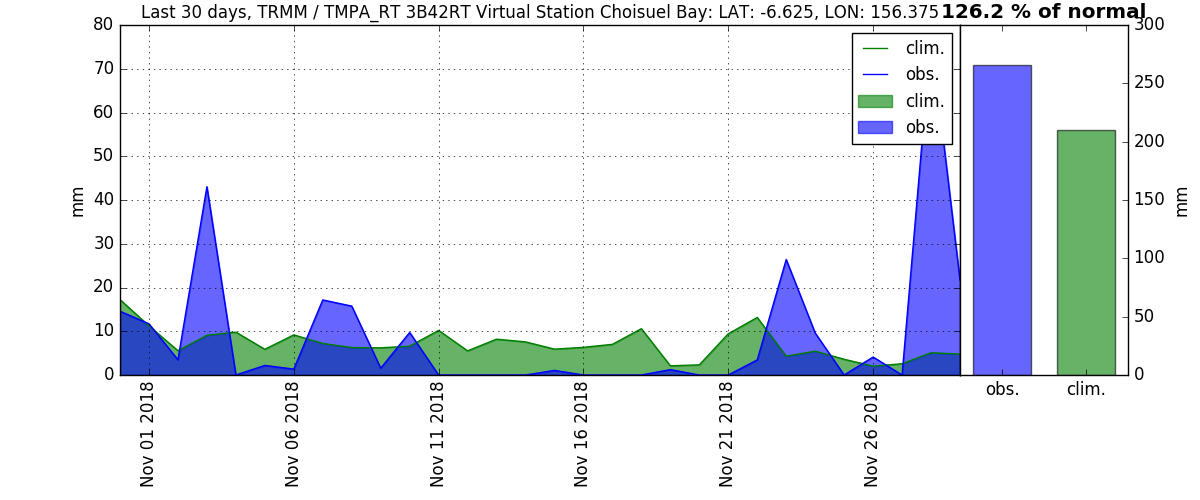 Last 30 days, TRMM / TMPA_RT 3B42RT Virtual Station Choisuel Bay: LAT: -6.625, LON: 156.375 126.2 % of normal
80
70
60
50
40
30
20
10
0
mm
clim.
obs.
clim.
obs.
300
250
200
150
100
50
0
mm
obs.
clim.
Nov 01 2018
Nov 06 2018
Nov 11 2018
Nov 16 2018
Nov 21 2018
Nov 26 2018